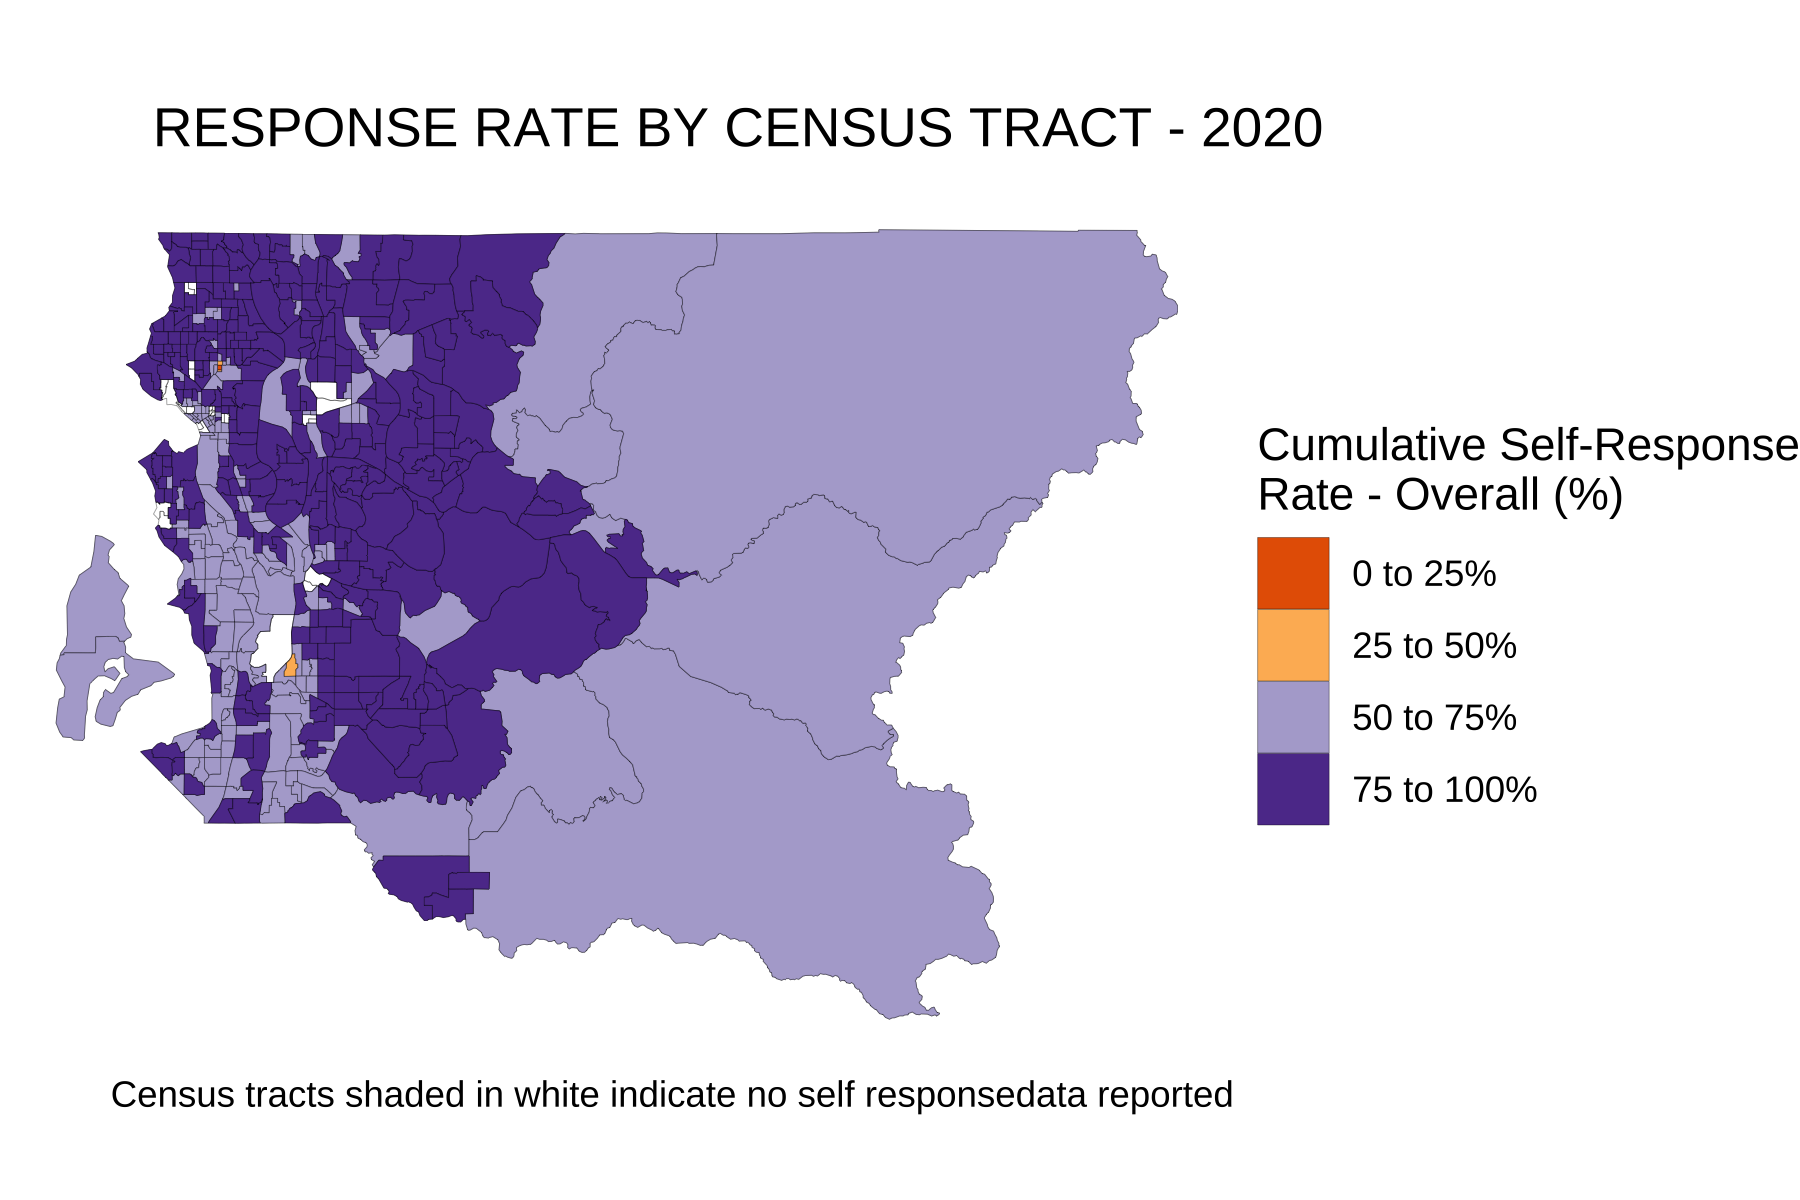 RESPONSE RATE BY CENSUS TRACT - 2020
Cumulative Self-Response
Rate - Overall (%)
0 to 25%
25 to 50%
50 to 75%
75 to 100%
Census tracts shaded in white indicate no self responsedata reported